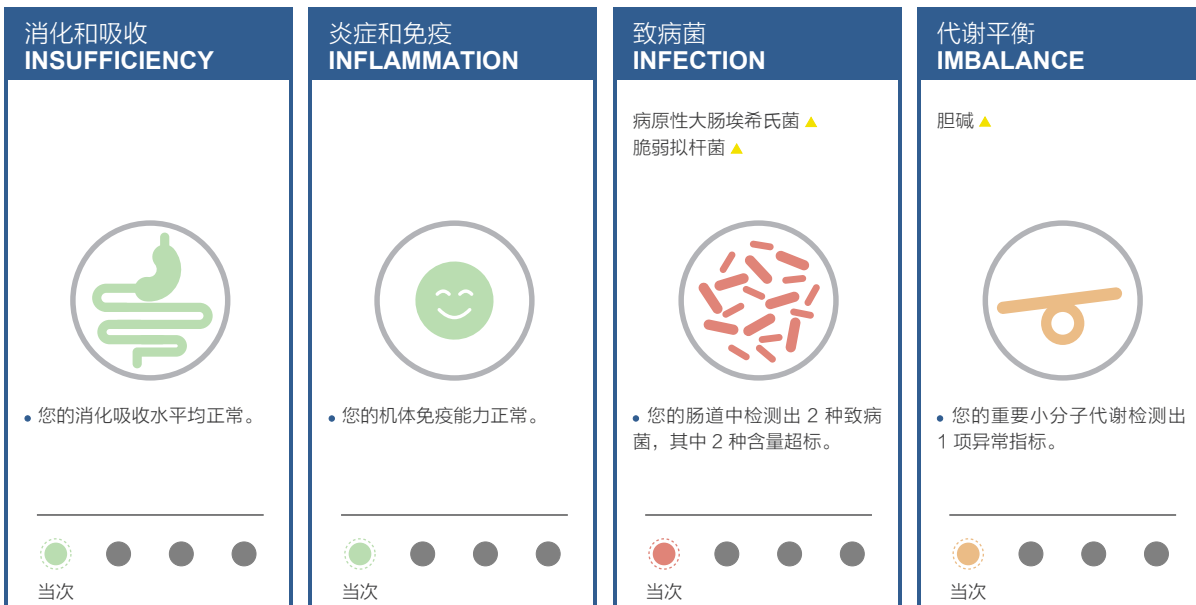 消化和吸收
INSUFFICIENCY
• 您的消化吸收水平均正常。
当次
炎症和免疫
INFLAMMATION
• 您的机体免疫能力正常。
当次
致病菌
INFECTION
病原性大肠埃希氏菌 ▲
脆弱拟杆菌 ▲
• 您的肠道中检测出 2 种致病
菌，其中 2 种含量超标。
当次
代谢平衡
IMBALANCE
胆碱 ▲
• 您的重要小分子代谢检测出
1 项异常指标。
当次